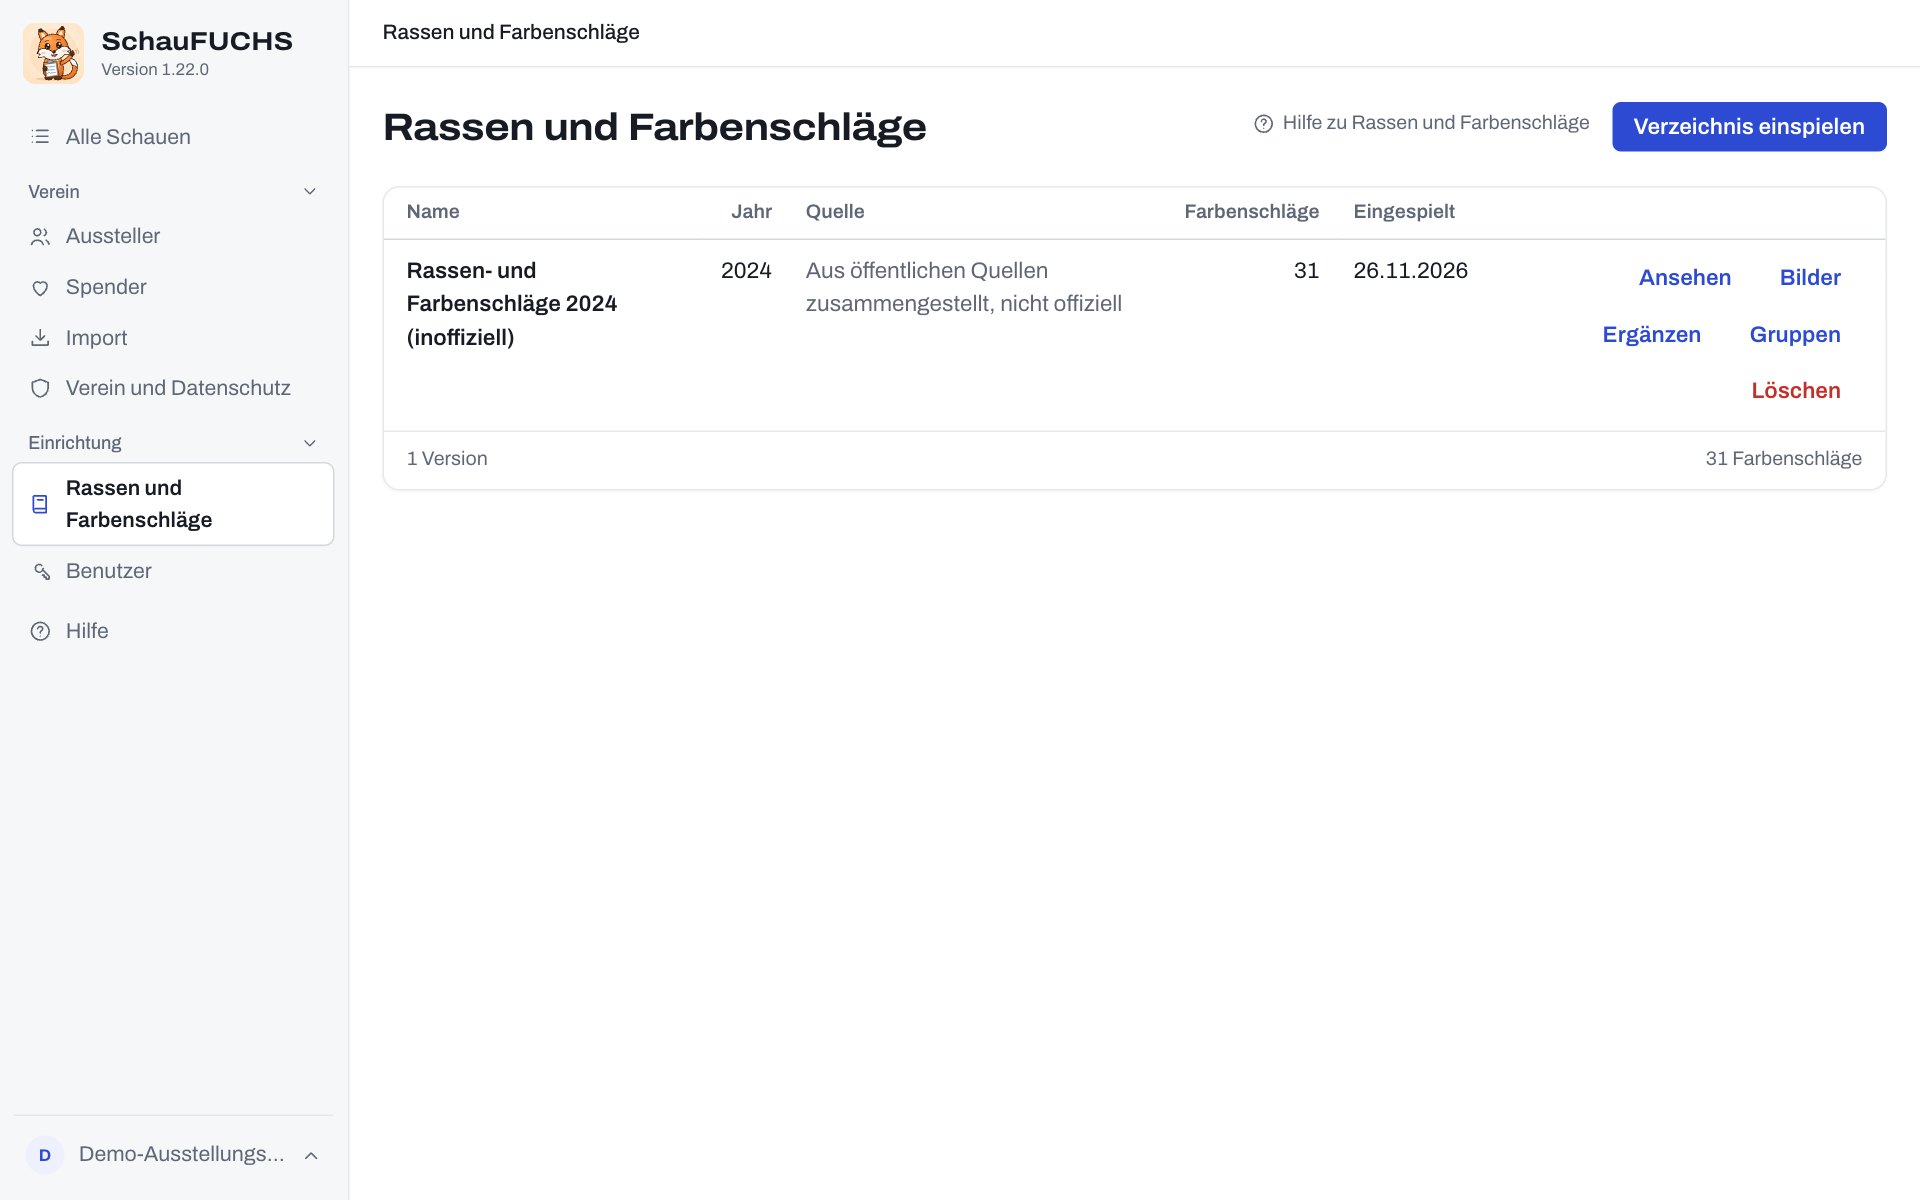 SchauFUCHS
Version 1.22.0
Alle Schauen
Verein
Aussteller
Spender
Import
Verein und Datenschutz
Einrichtung
Rassen und
Farbenschläge
Benutzer
Hilfe
D Demo-Ausstellungs...
Rassen und Farbenschläge
Rassen und Farbenschläge
Hilfe zu Rassen und Farbenschläge
Verzeichnis einspielen
Name Jahr Quelle Farbenschläge Eingespielt
Rassen- und 2024 Aus öffentlichen Quellen 31 26.11.2026 Ansehen Bilder
Farbenschläge 2024 zusammengestellt, nicht offiziell
(inoffiziell) Ergänzen Gruppen
Löschen
1 Version 31 Farbenschläge